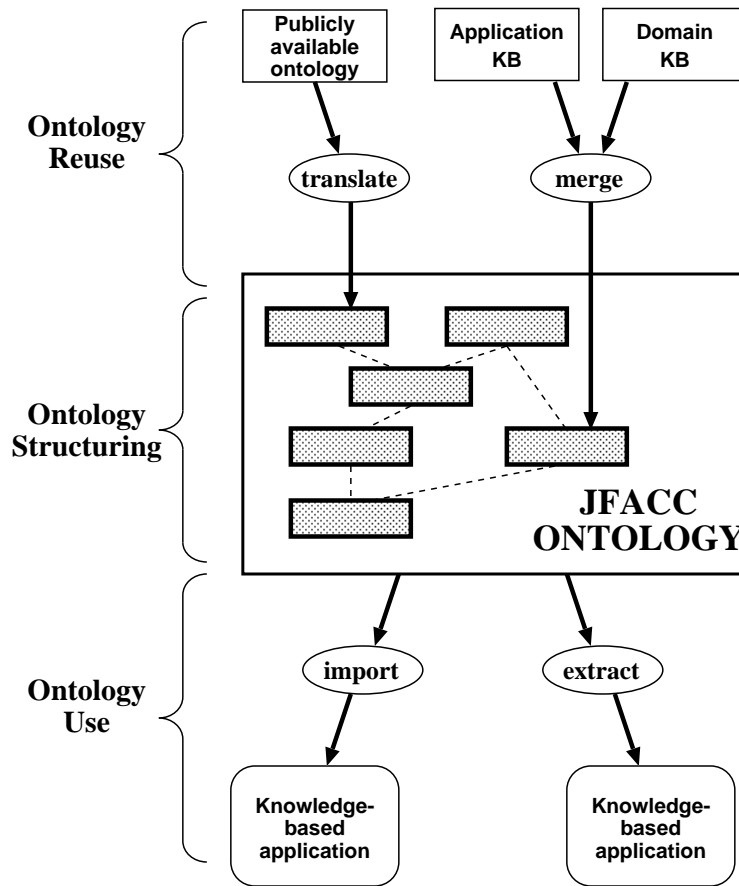 Publicly
available
ontology
Application
KB
Domain
KB
Ontology
Reuse
translate
merge
Ontology
Structuring
JFACC
ONTOLOGY
Ontology
Use
import
extract
Knowledge-
based
application
Knowledge-
based
application